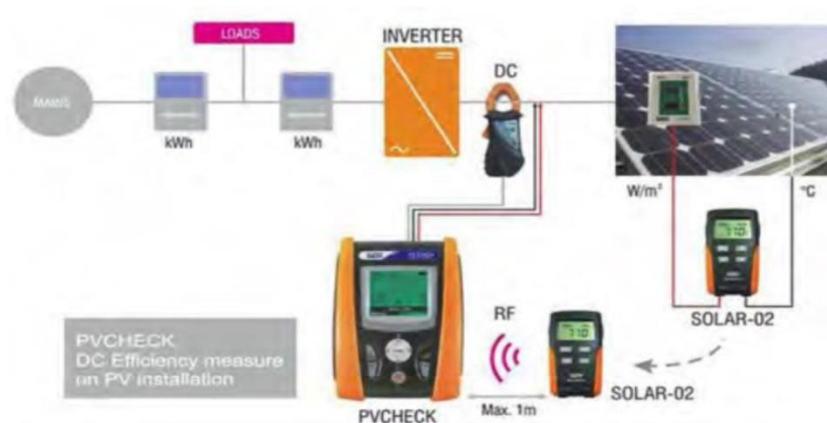 LOADS
INVERTER
DC
MAINS
kWh
kWh
W/m²
°C
SOLAR-02
RF
PVCHECK
DC Efficiency measure
on PV installation
SOLAR-02
PVCHECK
Max. 1m